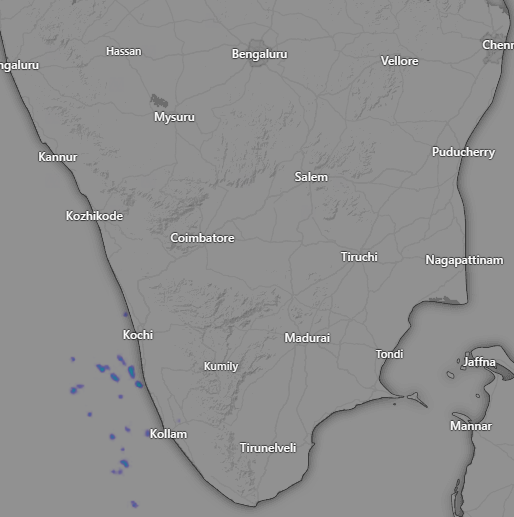 Hassan
Bengaluru
Chenn
ngaluru
Vellore
Mysuru
Kannur
Puducherry
Salem
Kozhikode
Coimbatore
Tiruchi
Nagapattinam
Kochi
Madurai
Tondi
Kumily
Jaffna
Mannar
Kollam
Tirunelveli